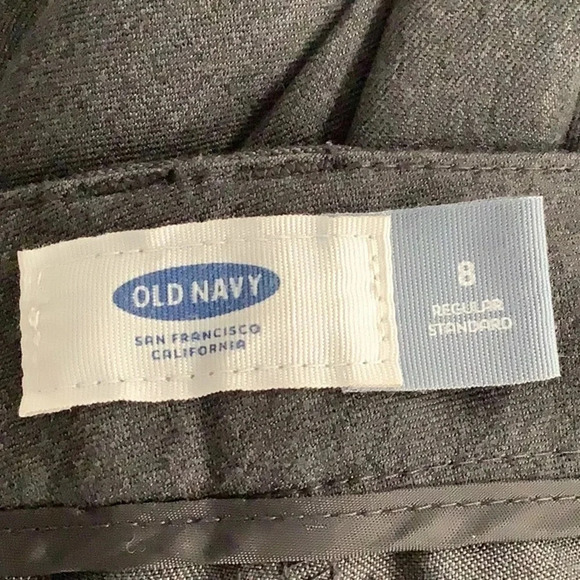 OLD NAVY
SAN FRANCISCO
CALIFORNIA
8
REGULAR
STANDARD